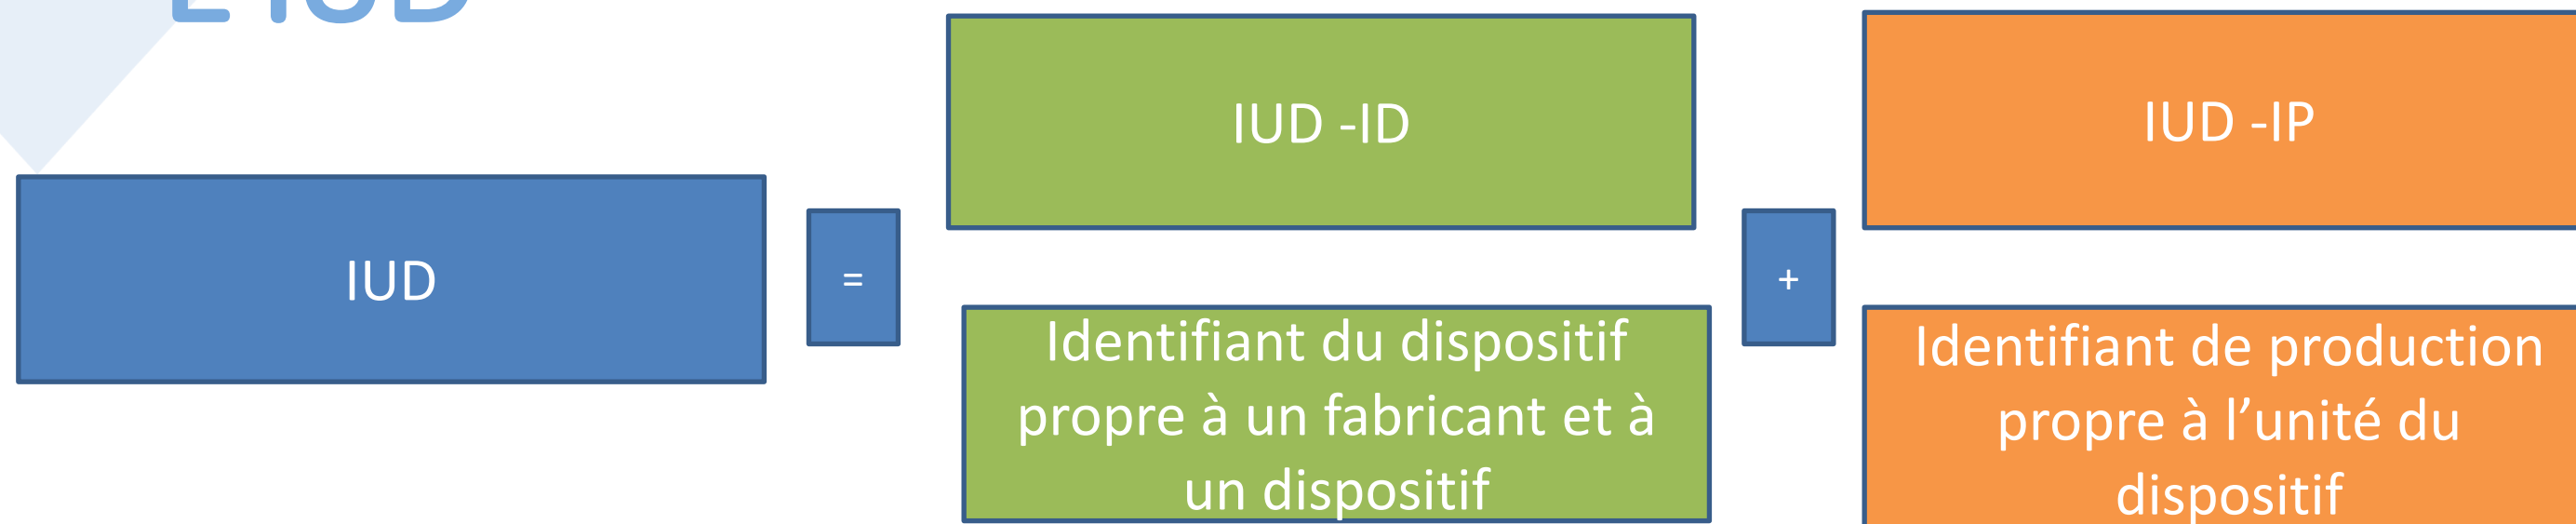 L'IUD
IUD
=
IUD -ID
Identifiant du dispositif
propre à un fabricant et à
un dispositif
+
IUD -IP
Identifiant de production
propre à l’unité du
dispositif